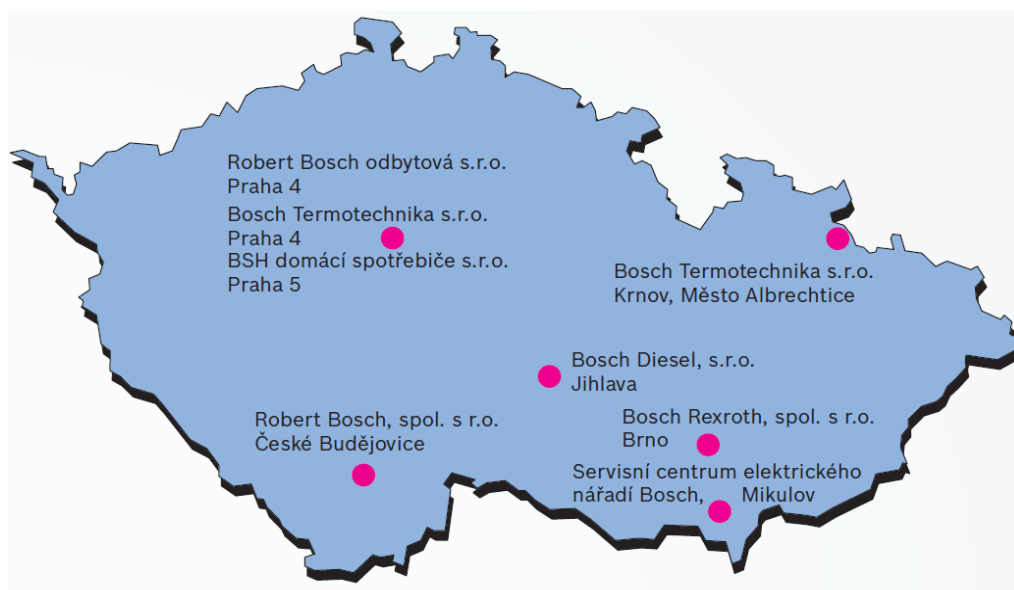 Robert Bosch odbytová s.r.o.
Praha 4
Bosch Termotechnika s.r.o.
Praha 4
BSH domácí spotřebiče s.r.o.
Praha 5
Bosch Termotechnika s.r.o.
Krnov, Město Albrechtice
Bosch Diesel, s.r.o.
Jihlava
Robert Bosch, spol. s r.o.
České Budějovice
Bosch Rexroth, spol. s r.o.
Brno
Servisní centrum elektrického
nářadí Bosch, Mikulov